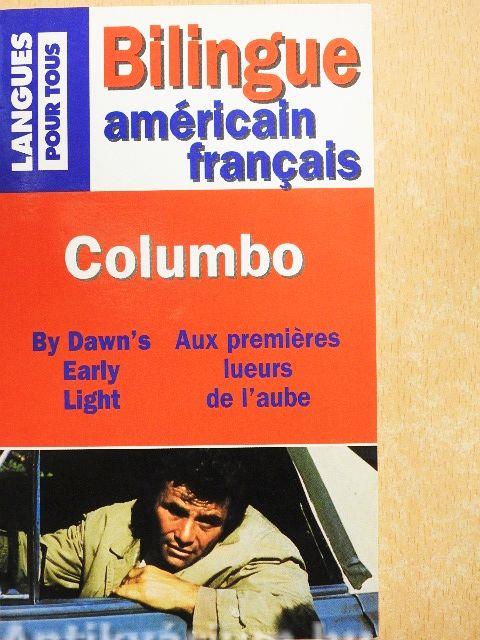 LANGUES
POUR TOUS
Bilingue
américain
français
Columbo
By Dawn's
Early
Light
Aux premières
lueurs
de l'aube